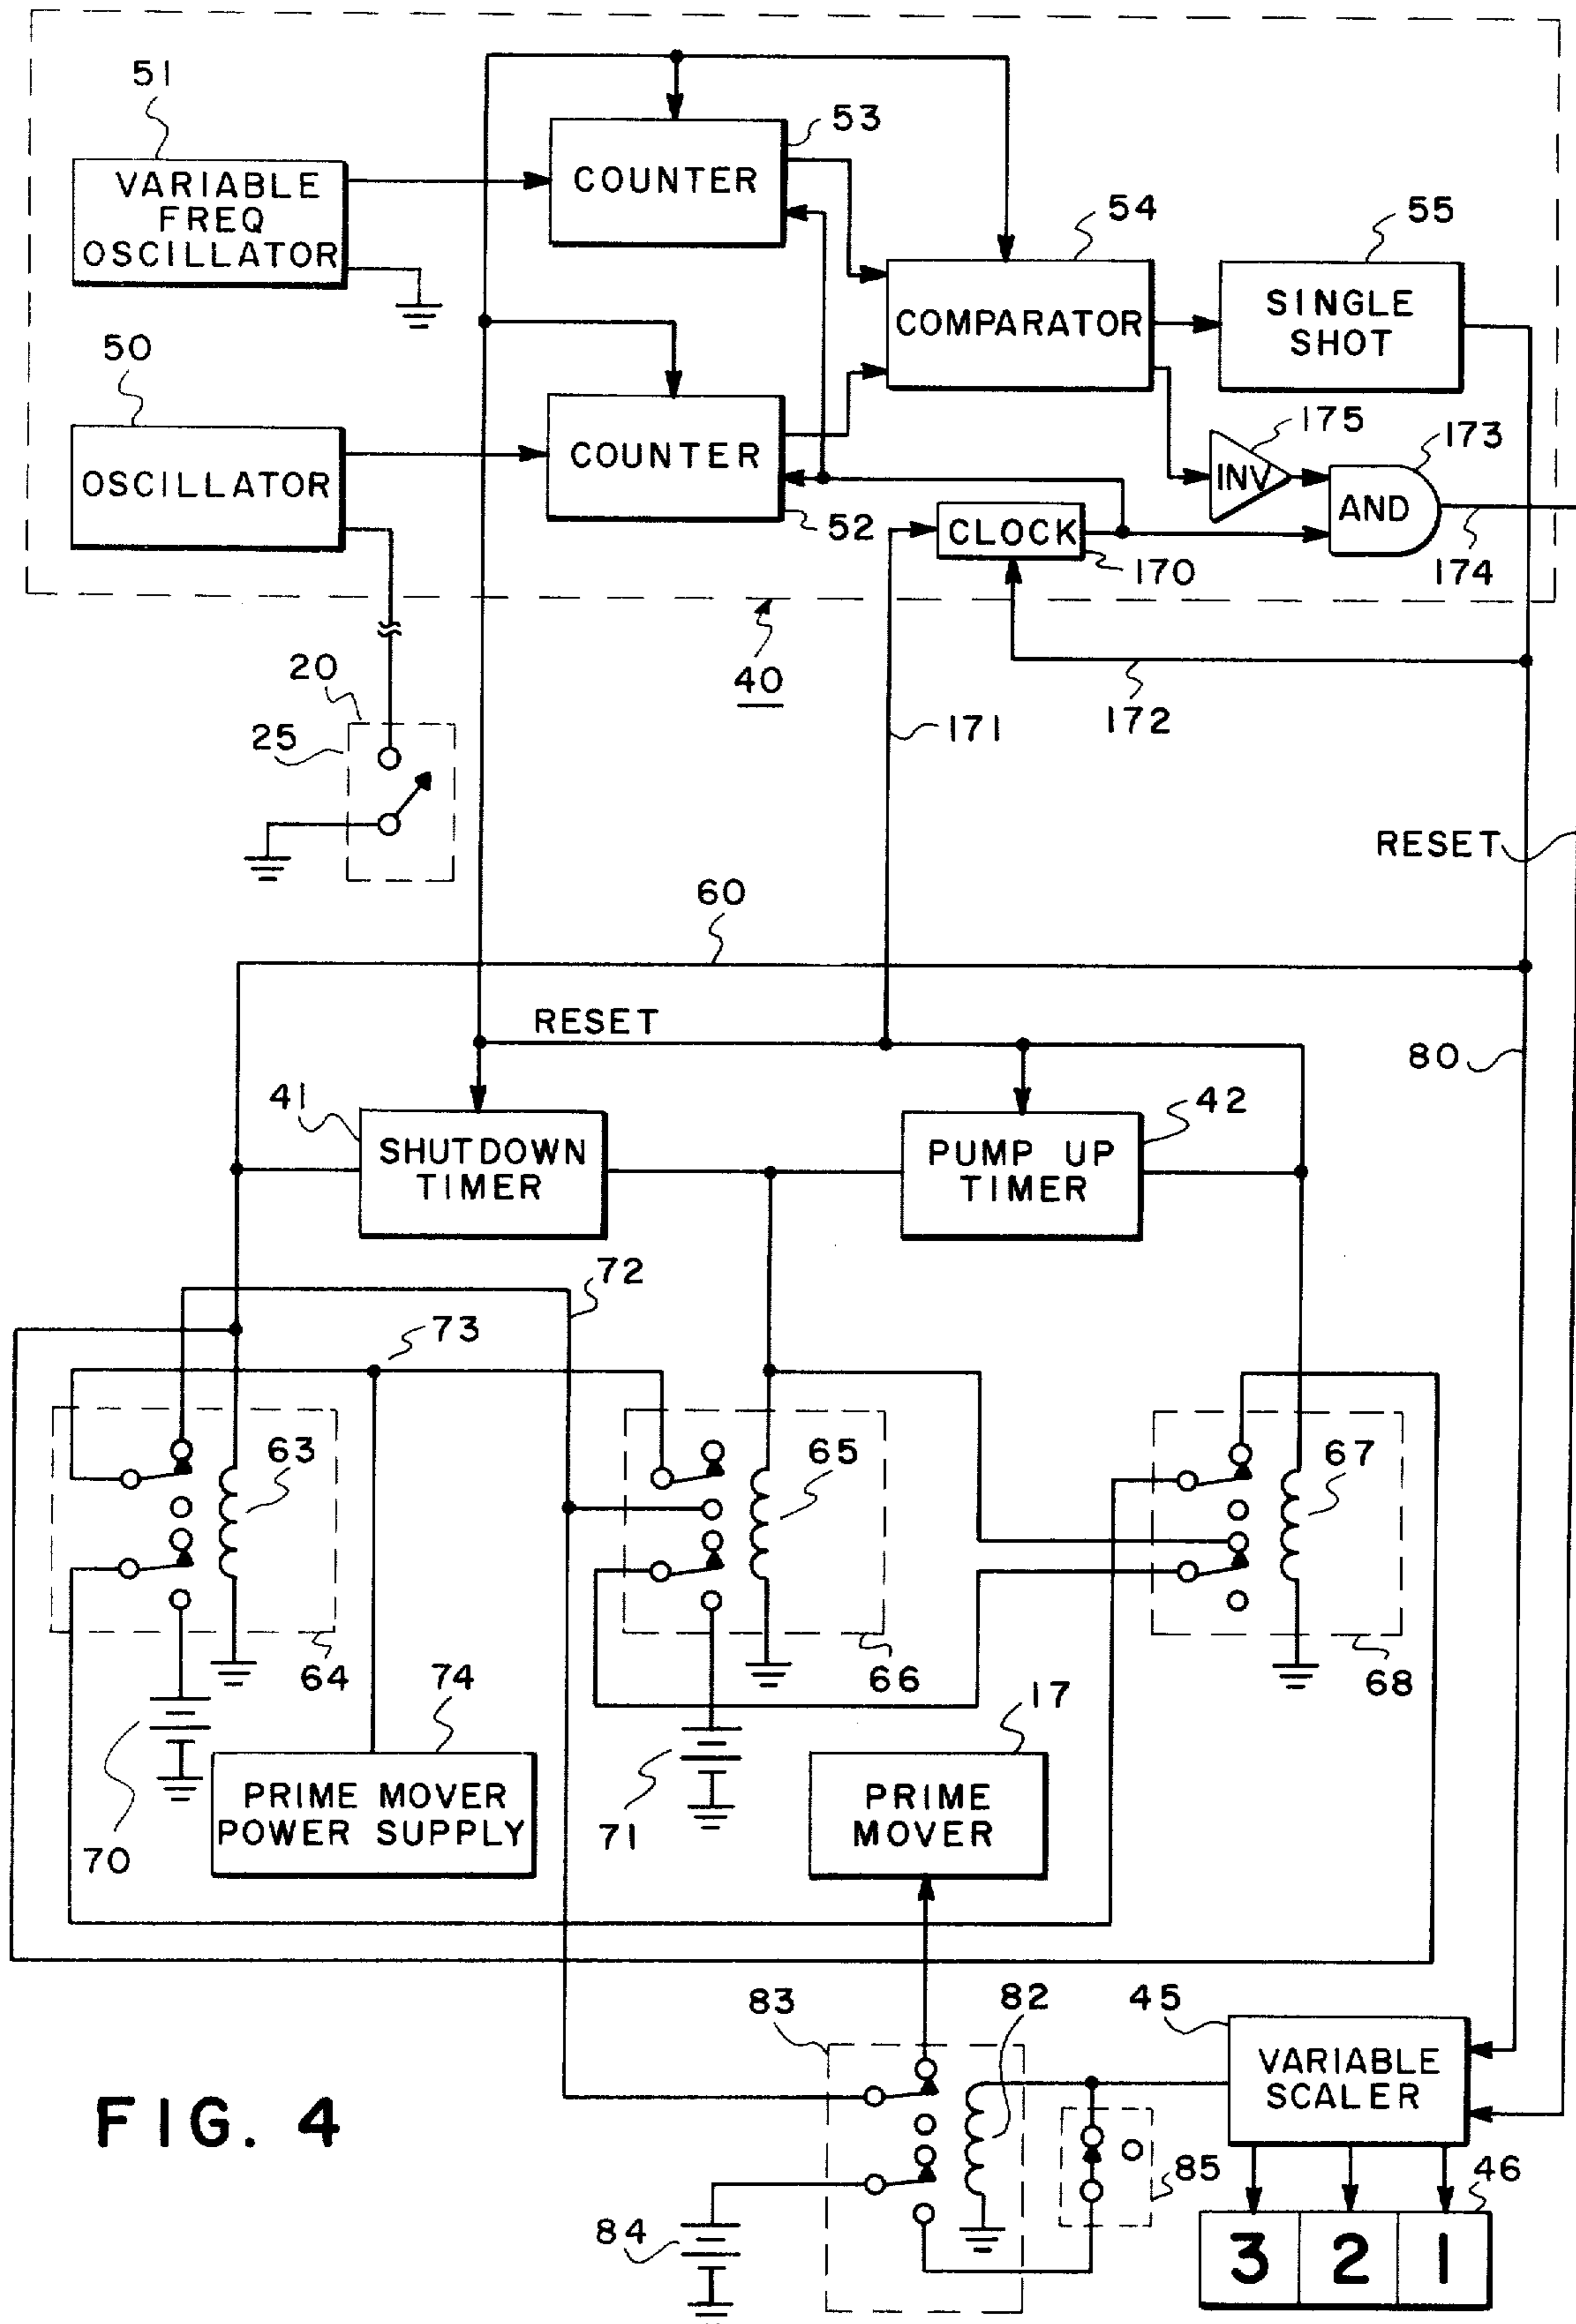 51
VARIABLE
FREQ
OSCILLATOR
53
COUNTER
54
COMPARATOR
55
SINGLE
SHOT
50
OSCILLATOR
COUNTER
52
175
INV
173
AND
174
CLOCK
170
40
172
171
20
25
RESET
60
RESET
80
41
SHUTDOWN
TIMER
42
PUMP UP
TIMER
72
73
63
65
67
64
66
68
70
74
PRIME MOVER
POWER SUPPLY
71
17
PRIME
MOVER
83
82
45
VARIABLE
SCALER
85
46
84
3 2 1
FIG. 4